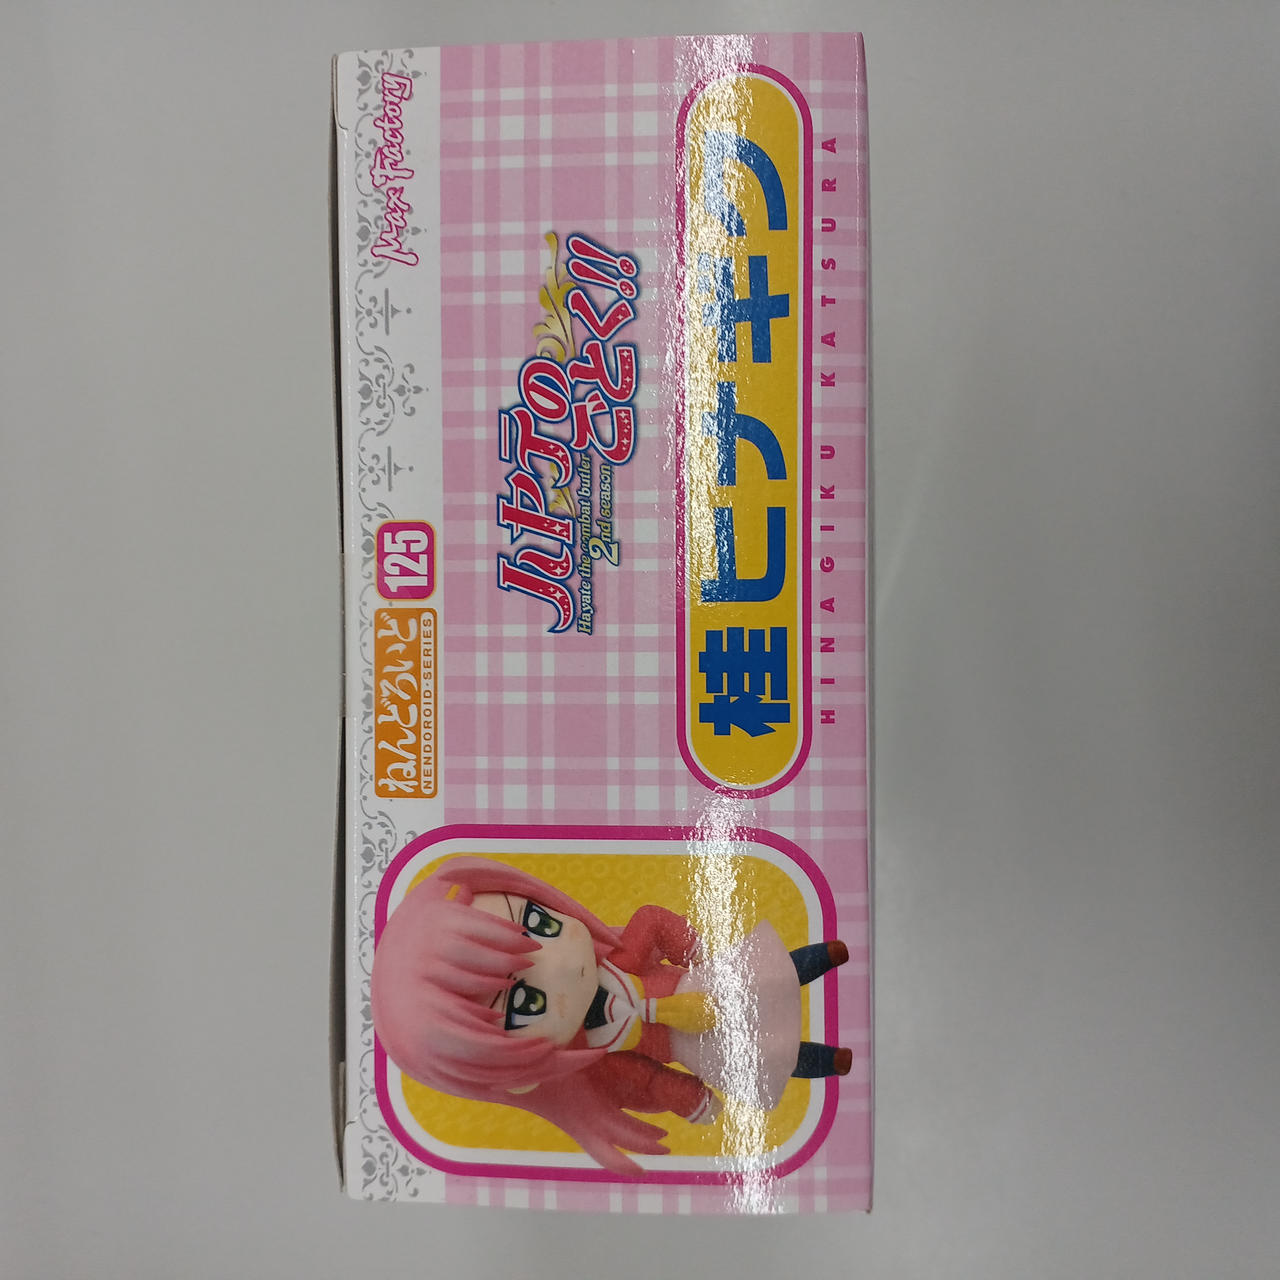 ねんどろいど
NENDOROID·SERIES
125
Max Factory
ハヤテの
ごとく!!
Hayate the combat butler
2nd season
桂ヒナギク
HINAGIKU KATSURA